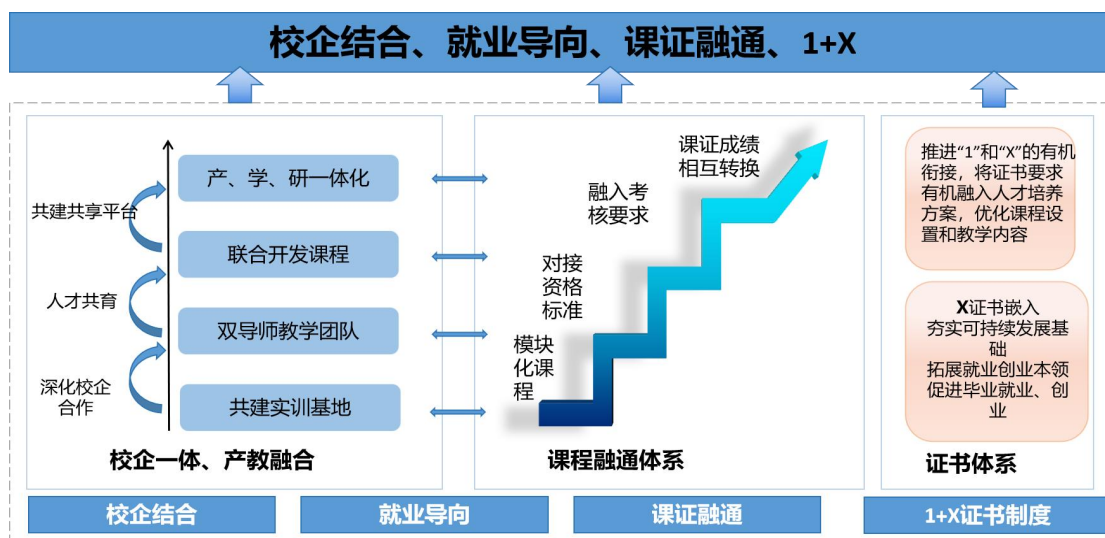 校企结合、就业导向、课证融通、1+X
产、学、研一体化
共建共享平台
联合开发课程
人才共育
双导师教学团队
深化校企
合作
共建实训基地
校企一体、产教融合
课证成绩
相互转换
融入考
核要求
对接
资格
标准
模块
化课
程
课程融通体系
推进“1”和“X”的有机
衔接，将证书要求
有机融入人才培养
方案，优化课程设
置和教学内容
X证书嵌入
夯实可持续发展基
础
拓展就业创业本领
促进毕业就业、创
业
证书体系
校企结合
就业导向
课证融通
1+X证书制度